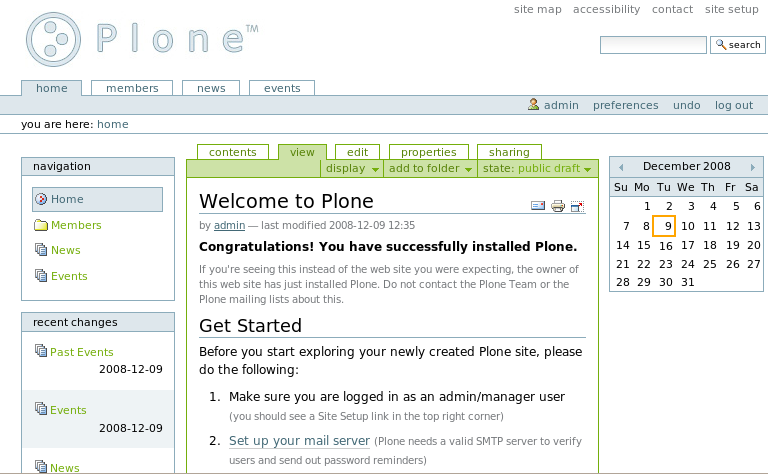 site map accessibility contact site setup
Plone™
search
home members news events
admin preferences undo log out
you are here: home
navigation
Home
Members
News
Events
recent changes
Past Events
2008-12-09
Events
2008-12-09
News
contents view edit properties sharing
display add to folder state: public draft
Welcome to Plone
by admin — last modified 2008-12-09 12:35
Congratulations! You have successfully installed Plone.
If you're seeing this instead of the web site you were expecting, the owner of
this web site has just installed Plone. Do not contact the Plone Team or the
Plone mailing lists about this.
Get Started
Before you start exploring your newly created Plone site, please
do the following:
1. Make sure you are logged in as an admin/manager user
(you should see a Site Setup link in the top right corner)
2. Set up your mail server (Plone needs a valid SMTP server to verify
users and send out password reminders)
December 2008
Su Mo Tu We Th Fr Sa
1 2 3 4 5 6
7 8 9 10 11 12 13
14 15 16 17 18 19 20
21 22 23 24 25 26 27
28 29 30 31